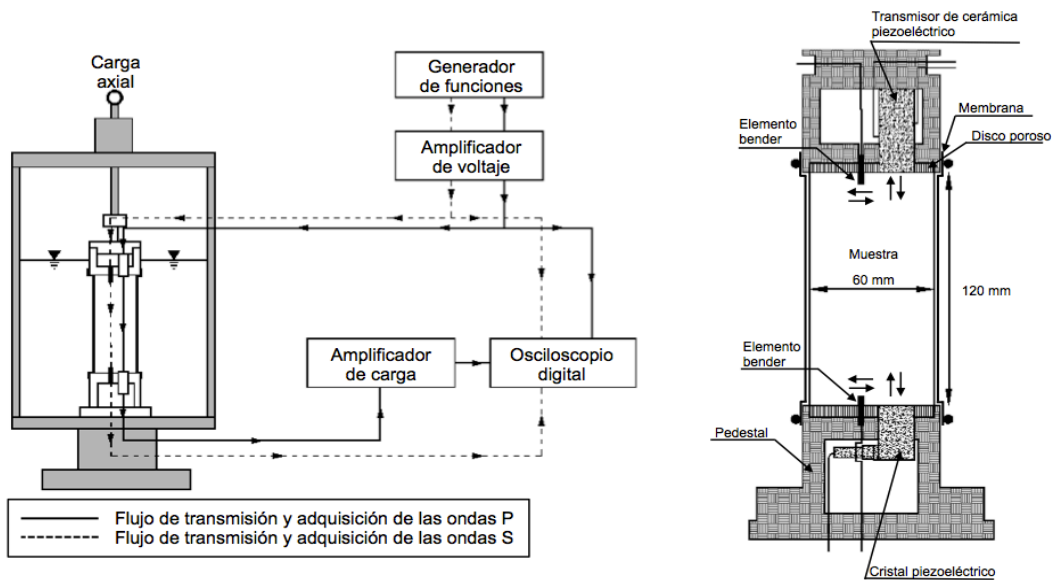 Carga
axial
Generador
de funciones
Amplificador
de voltaje
Amplificador
de carga
Osciloscopio
digital
Flujo de transmisión y adquisición de las ondas P
Flujo de transmisión y adquisición de las ondas S
Transmisor de cerámica
piezoeléctrico
Elemento
bender
Membrana
Disco poroso
Muestra
60 mm
120 mm
Elemento
bender
Pedestal
Cristal piezoeléctrico